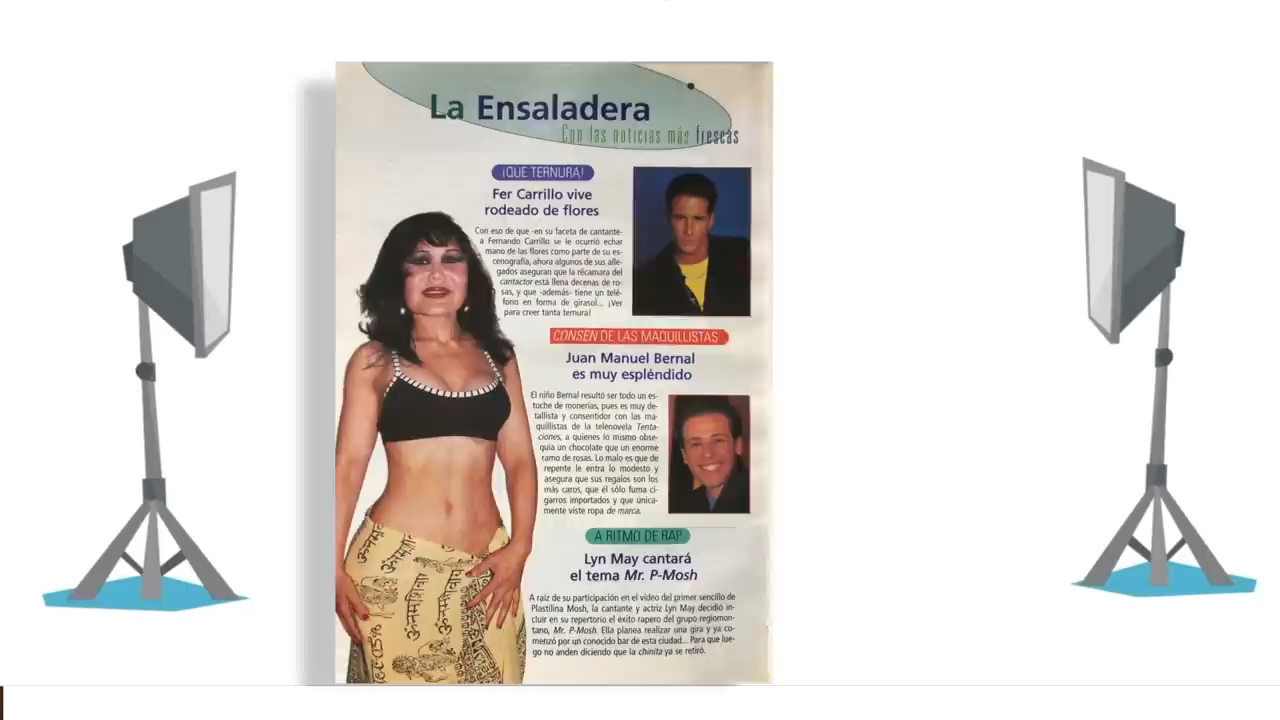 La Ensaladera
Con las noticias más frescas
¡QUE TERNURA!
Fer Carrillo vive
rodeado de flores
Con eso de que -en su faceta de cantante-
a Fernando Carrillo se le ocurrió echar
mano de las flores como parte de su es-
cenografía, ahora algunos de sus alle-
gados aseguran que la récamara del
cantactor está llena decenas de ro-
sas, y que -además- tiene un telé-
fono en forma de girasol... ¡Ver
para creer tanta ternura!
CONSEN DE LAS MAQUILLISTAS
Juan Manuel Bernal
es muy espléndido
El niño Bernal resultó ser todo un es-
tuche de monerías, pues es muy de-
tallista y consentidor con las ma-
quillistas de la telenovela Tenta-
ciones, a quienes lo mismo obse-
quia un chocolate que un enorme
ramo de rosas. Lo malo es que de
repente le entra lo modesto y
asegura que sus regalos son los
más caros, que él sólo fuma ci-
garros importados y que única-
mente viste ropa de marca.
A RITMO DE RAP
Lyn May cantará
el tema Mr. P-Mosh
A raíz de su participación en el video del primer sencillo de
Plastilina Mosh, la cantante y actriz Lyn May decidió in-
cluir en su repertorio el éxito rapero del grupo regiomon-
tano, Mr. P-Mosh. Ella planea realizar una gira y ya co-
menzó por un conocido bar de esta ciudad... Para que lue-
go no anden diciendo que la chinita ya se retiró.